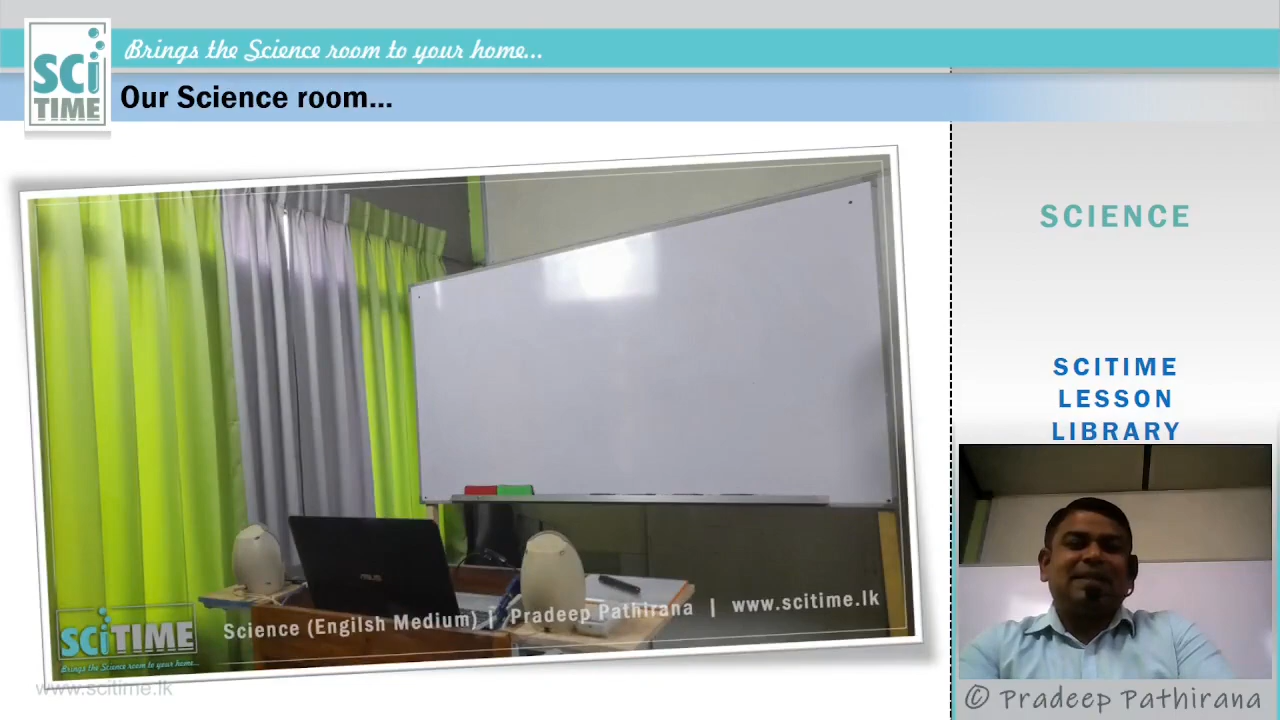 SCi
TIME
Brings the Science room to your home...
Our Science room...
SCIENCE
SCITIME
LESSON
LIBRARY
ASUS
Science (Engilsh Medium) | Pradeep Pathirana | www.scitime.lk
SCiTIME
Brings the Science room to your home...
www.scitime.lk
© Pradeep Pathirana